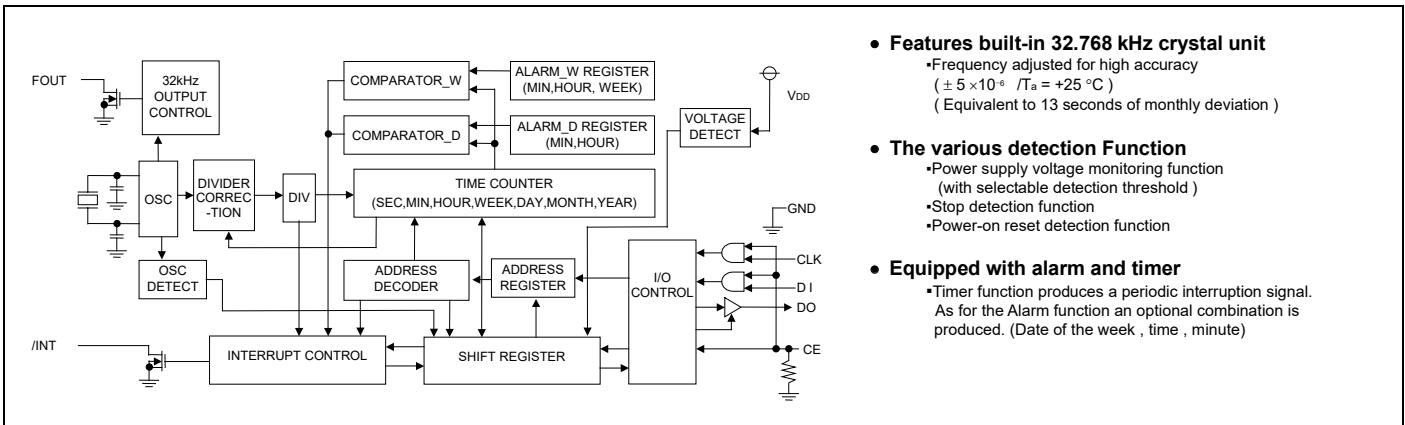 FOUT
32kHz
OUTPUT
CONTROL
COMPARATOR_W
ALARM_W REGISTER
(MIN,HOUR, WEEK)
COMPARATOR_D
ALARM_D REGISTER
(MIN,HOUR)
VOLTAGE
DETECT
VDD
OSC
DIVIDER
CORREC
-TION
DIV
TIME COUNTER
(SEC,MIN,HOUR,WEEK,DAY,MONTH,YEAR)
GND
OSC
DETECT
ADDRESS
DECODER
ADDRESS
REGISTER
I/O
CONTROL
CLK
D I
DO
CE
/INT
INTERRUPT CONTROL
SHIFT REGISTER
● Features built-in 32.768 kHz crystal unit
▪Frequency adjusted for high accuracy
( ± 5 ×10⁻⁶ /Ta = +25 °C )
( Equivalent to 13 seconds of monthly deviation )
● The various detection Function
▪Power supply voltage monitoring function
(with selectable detection threshold )
▪Stop detection function
▪Power-on reset detection function
● Equipped with alarm and timer
▪Timer function produces a periodic interruption signal.
As for the Alarm function an optional combination is
produced. (Date of the week , time , minute)